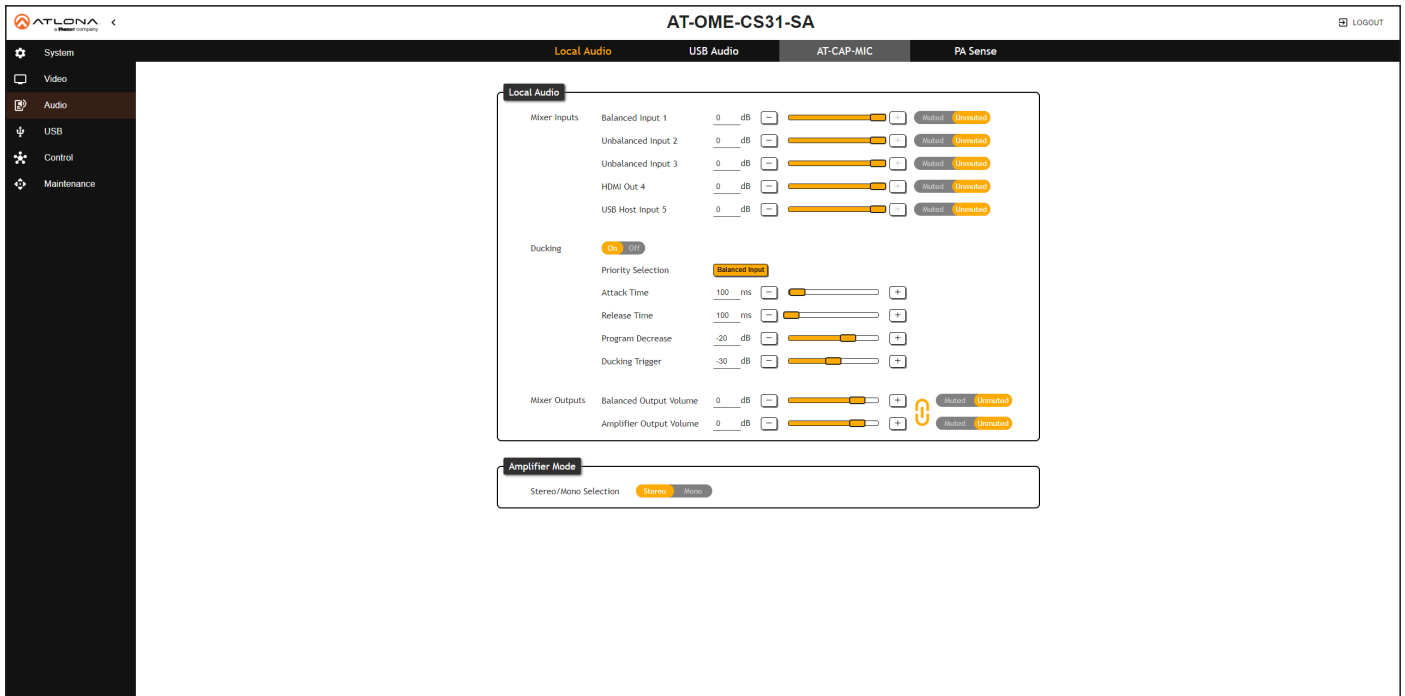 ATLONA
a Panduit company
AT-OME-CS31-SA
LOGOUT
System
Video
Audio
USB
Control
Maintenance
Local Audio USB Audio AT-CAP-MIC PA Sense
Local Audio
Mixer Inputs Balanced Input 1 0 dB − + Muted Unmuted
Unbalanced Input 2 0 dB − + Muted Unmuted
Unbalanced Input 3 0 dB − + Muted Unmuted
HDMI Out 4 0 dB − + Muted Unmuted
USB Host Input 5 0 dB − + Muted Unmuted
Ducking On Off
Priority Selection Balanced Input
Attack Time 100 ms − +
Release Time 100 ms − +
Program Decrease -20 dB − +
Ducking Trigger -30 dB − +
Mixer Outputs Balanced Output Volume 0 dB − + Muted Unmuted
Amplifier Output Volume 0 dB − + Muted Unmuted
Amplifier Mode
Stereo/Mono Selection Stereo Mono